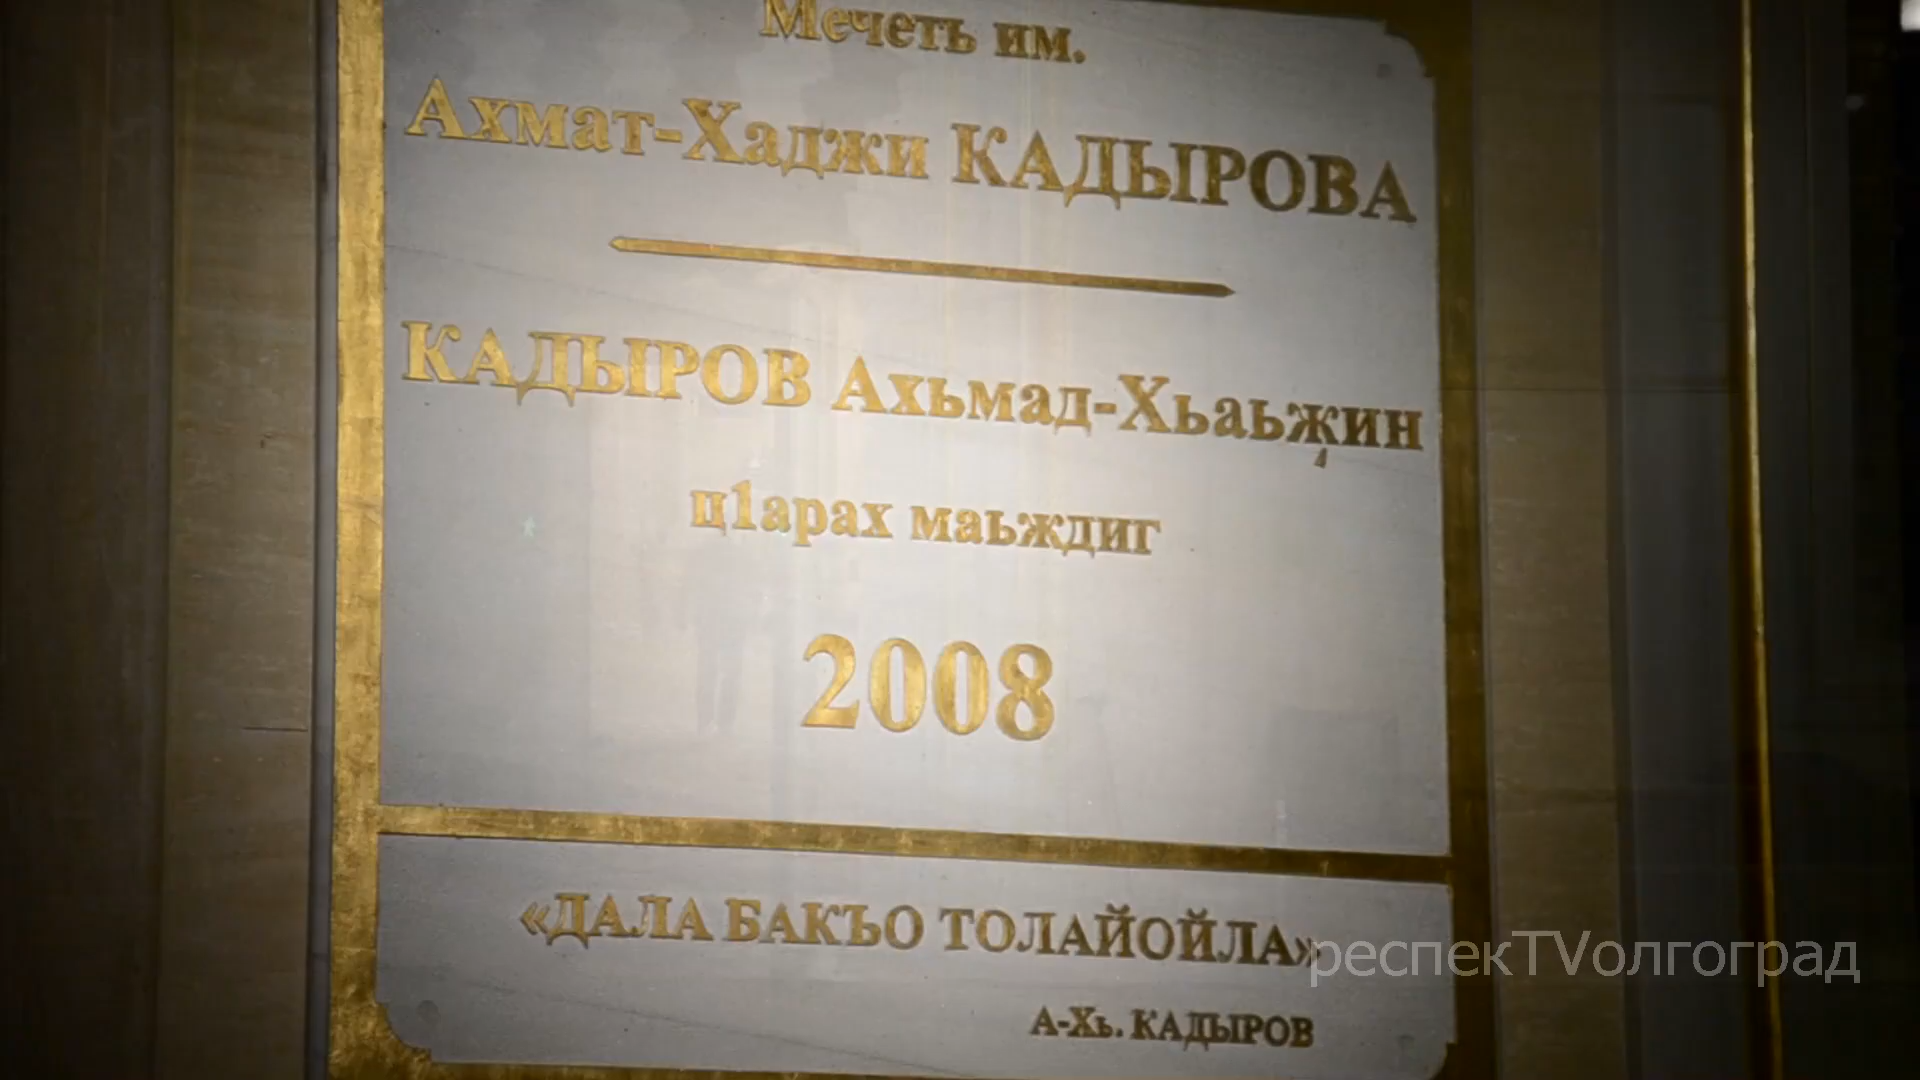 Мечеть им.
Ахмат-Хаджи КАДЫРОВА
КАДЫРОВ Ахьмад-Хьаьжин
ц1арах маьждиг
2008
«ДАЛА БАКЪО ТОЛАЙОЙЛА»
А-Хь. КАДЫРОВ
респекTVолгоград